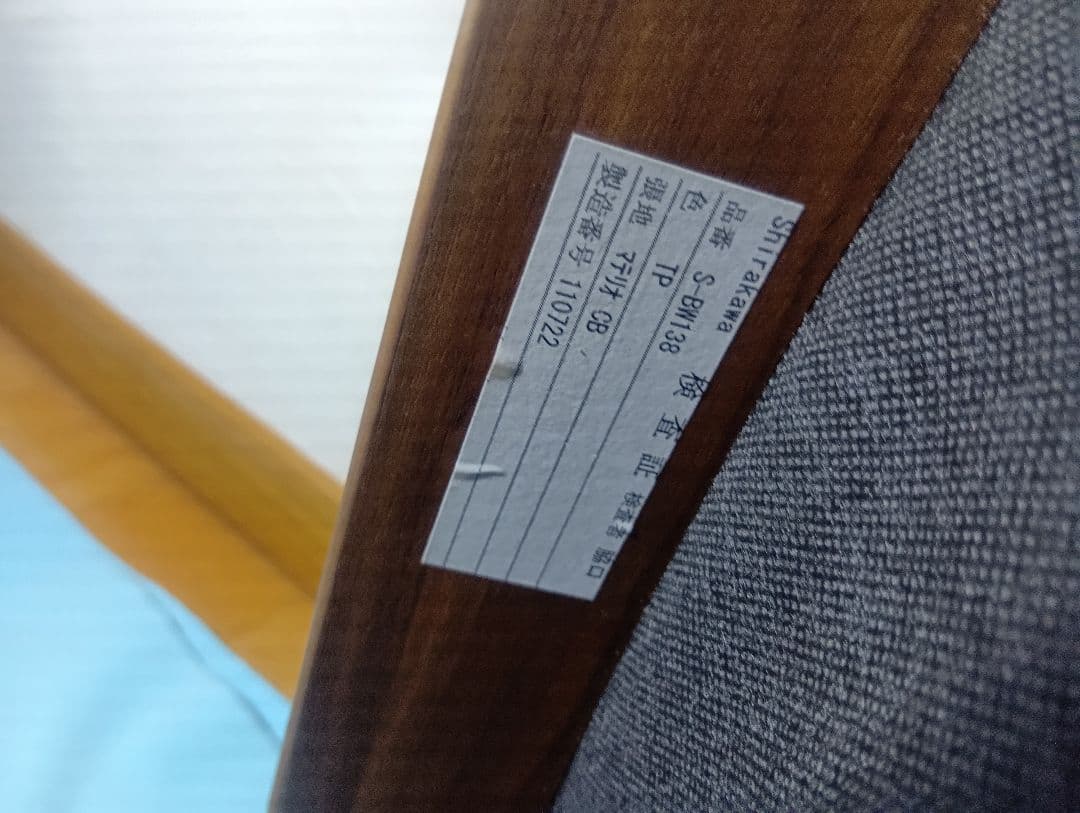 Shirakawa 検査証 検査者 脇口
品番 S-BW138
色 TP
張地 マテリオ CB
製造番号 110722